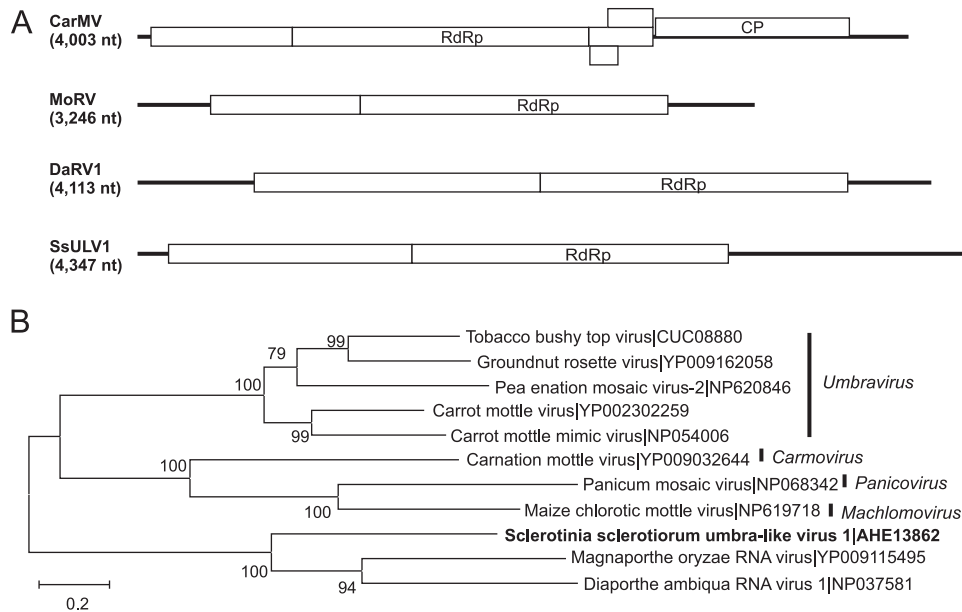 A
CarMV
(4,003 nt)
RdRp
CP
MoRV
(3,246 nt)
RdRp
DaRV1
(4,113 nt)
RdRp
SsULV1
(4,347 nt)
RdRp
B
Tobacco bushy top virus|CUC08880
99
Groundnut rosette virus|YP009162058
79
Pea enation mosaic virus-2|NP620846
Umbravirus
100
Carrot mottle virus|YP002302259
99
Carrot mottle mimic virus|NP054006
100
Carnation mottle virus|YP009032644
Carmovirus
Panicum mosaic virus|NP068342
Panicovirus
100
Maize chlorotic mottle virus|NP619718
Machlomovirus
Sclerotinia sclerotiorum umbra-like virus 1|AHE13862
100
Magnaporthe oryzae RNA virus|YP009115495
94
Diaporthe ambiqua RNA virus 1|NP037581
0.2